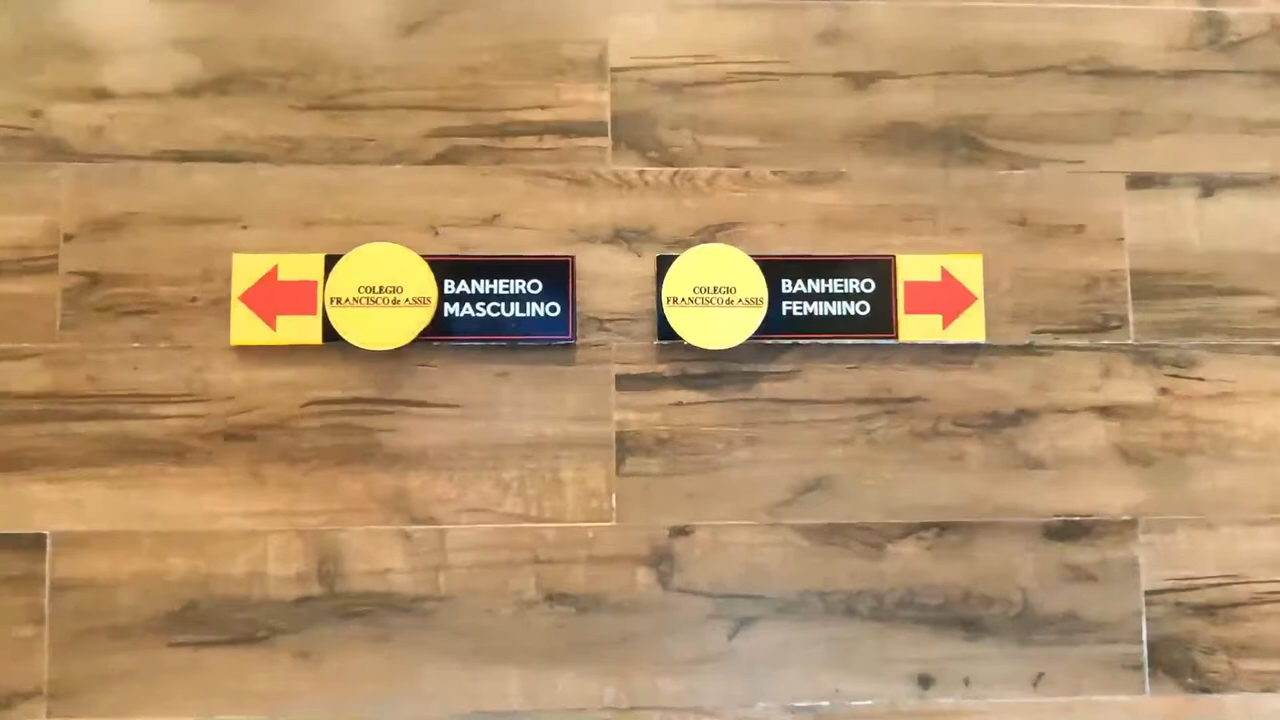 COLEGIO
FRANCISCO de ASSIS
BANHEIRO
MASCULINO
COLEGIO
FRANCISCO de ASSIS
BANHEIRO
FEMININO